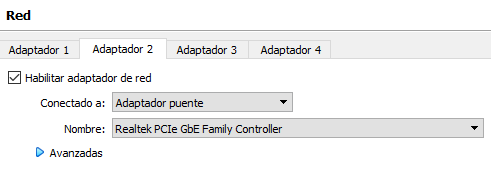 Red
Adaptador 1 Adaptador 2 Adaptador 3 Adaptador 4
Habilitar adaptador de red
Conectado a: Adaptador puente
Nombre: Realtek PCIe GbE Family Controller
Avanzadas